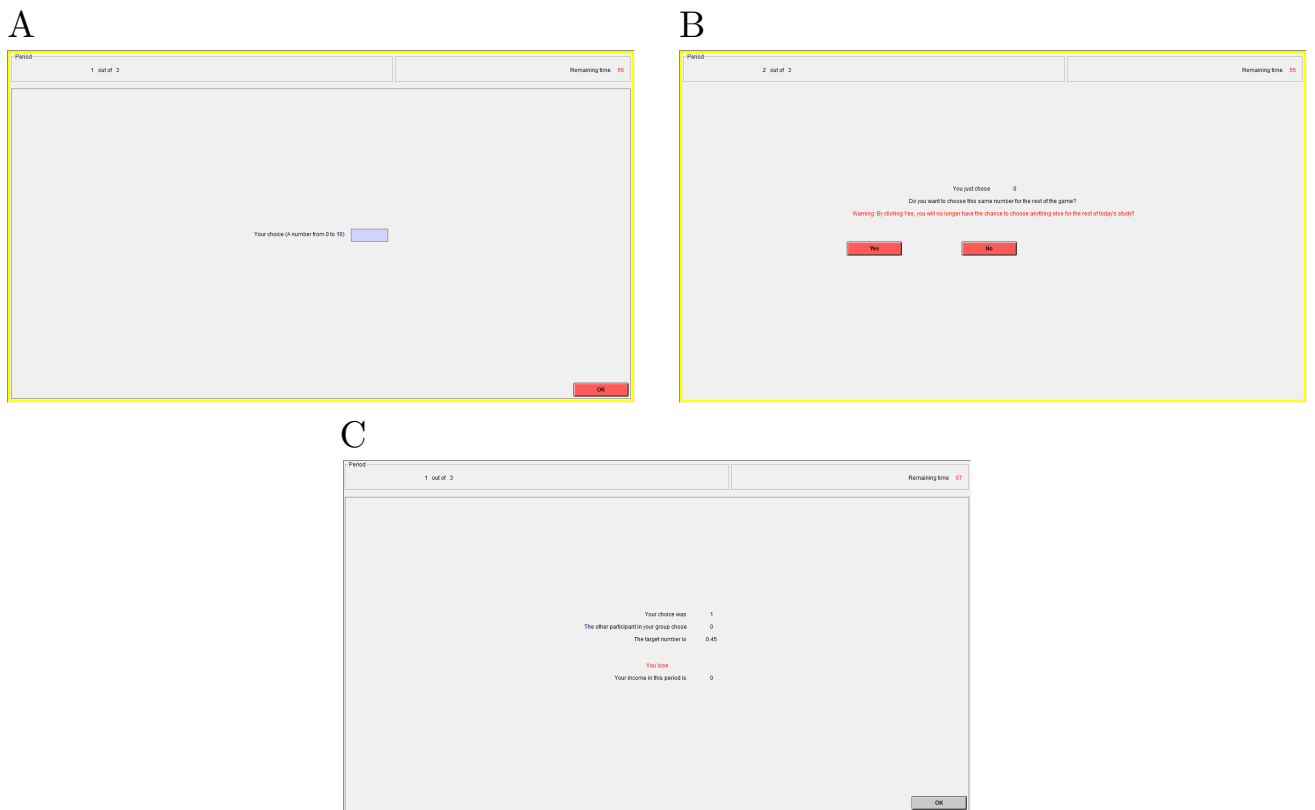 A
Period
1 out of 3
Remaining time 56
Your choice (A number from 0 to 10)
OK
B
Period
2 out of 3
Remaining time 55
You just chose 0
Do you want to choose this same number for the rest of the game?
Warning: By clicking Yes, you will no longer have the chance to choose anything else for the rest of today's study!!
Yes No
C
Period
1 out of 3
Remaining time 57
Your choice was 1
The other participant in your group chose 0
The target number is 0.45
You lose
Your income in this period is 0
OK